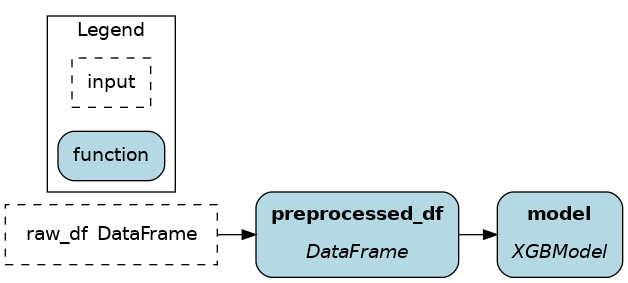 Legend
input
function
raw_df DataFrame
preprocessed_df
DataFrame
model
XGBModel